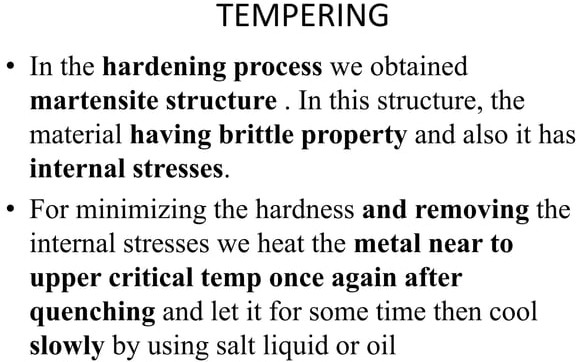 TEMPERING
• In the hardening process we obtained
martensite structure . In this structure, the
material having brittle property and also it has
internal stresses.
• For minimizing the hardness and removing the
internal stresses we heat the metal near to
upper critical temp once again after
quenching and let it for some time then cool
slowly by using salt liquid or oil